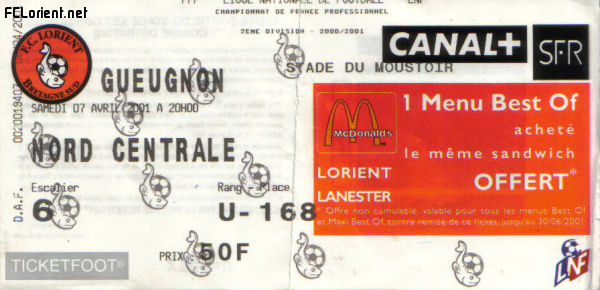 FCLorient.net
LIGUE NATIONALE DE FOOTBALL LNF
CHAMPIONNAT DE FRANCE PROFESSIONNEL
2EME DIVISION - 2000/2001
CANAL+
SFR
F.C. LORIENT
BRETAGNE SUD
GUEUGNON
STADE DU MOUSTOIR
SAMEDI 07 AVRIL 2001 A 20H00
NORD CENTRALE
Escalier
Rang - Place
6
U-168
PRIX
50F
D.A.F.
TICKETFOOT©
McDonalds
1 Menu Best Of
acheté
le même sandwich
OFFERT*
LORIENT
LANESTER
* Offre non cumulable, valable pour tous les menus Best Of
et Maxi Best Of, contre remise de ce ticket, jusqu'au 30/06/2001.
LNF